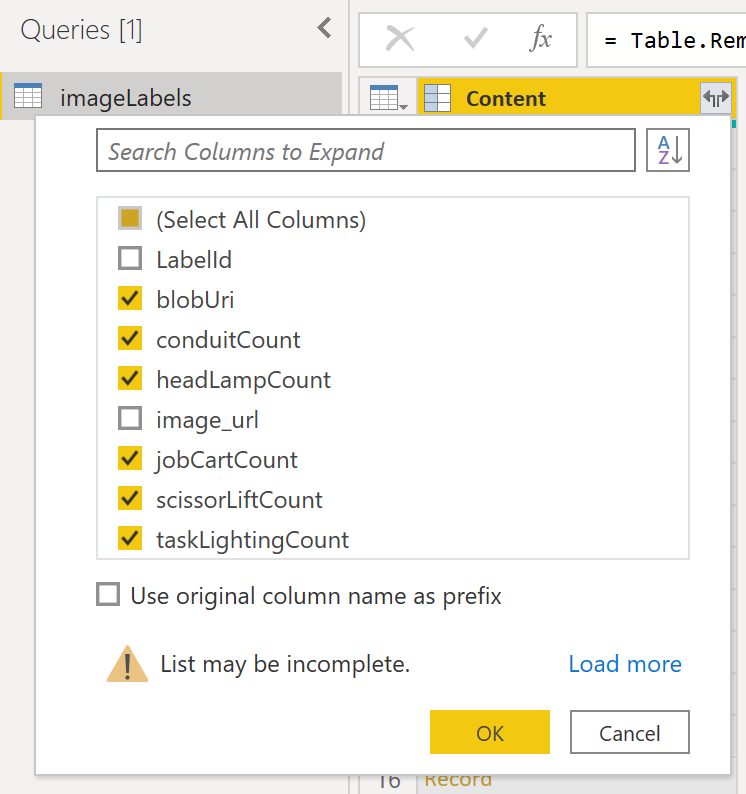 Queries [1]
fx
= Table.Rem
imageLabels
Content
Search Columns to Expand
A
Z
(Select All Columns)
LabelId
blobUri
conduitCount
headLampCount
image_url
jobCartCount
scissorLiftCount
taskLightingCount
Use original column name as prefix
List may be incomplete. Load more
OK Cancel
16 Record